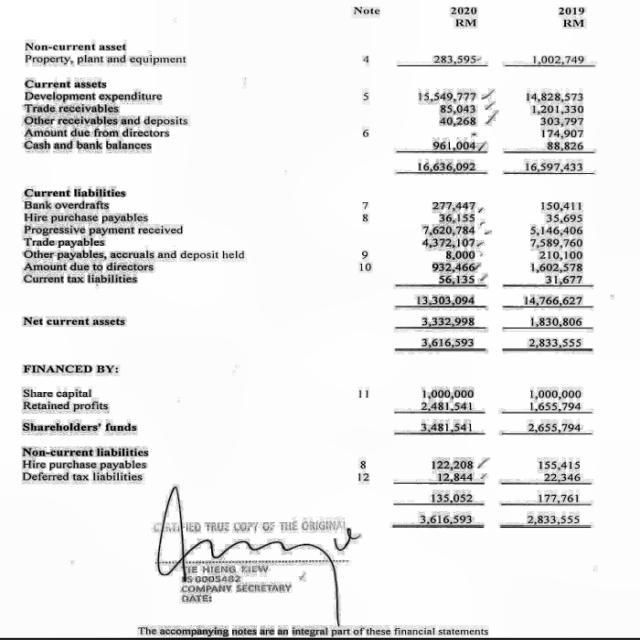 Note 2020 2019
RM RM
Non-current asset
Property, plant and equipment 4 283,595 1,002,749
Current assets
Development expenditure 5 15,549,777 14,828,573
Trade receivables 85,043 1,201,330
Other receivables and deposits 40,268 303,797
Amount due from directors 6 - 174,907
Cash and bank balances 961,004 88,826
16,636,092 16,597,433
Current liabilities
Bank overdrafts 7 277,447 150,411
Hire purchase payables 8 36,155 35,695
Progressive payment received 7,620,784 5,146,406
Trade payables 4,372,107 7,589,760
Other payables, accruals and deposit held 9 8,000 210,100
Amount due to directors 10 932,466 1,602,578
Current tax liabilities 56,135 31,677
13,303,094 14,766,627
Net current assets 3,332,998 1,830,806
3,616,593 2,833,555
FINANCED BY:
Share capital 11 1,000,000 1,000,000
Retained profits 2,481,541 1,655,794
Shareholders' funds 3,481,541 2,655,794
Non-current liabilities
Hire purchase payables 8 122,208 155,415
Deferred tax liabilities 12 12,844 22,346
135,052 177,761
3,616,593 2,833,555
CERTIFIED TRUE COPY OF THE ORIGINAL
HIENG
COMPANY SECRETARY
DATE:
The accompanying notes are an integral part of these financial statements